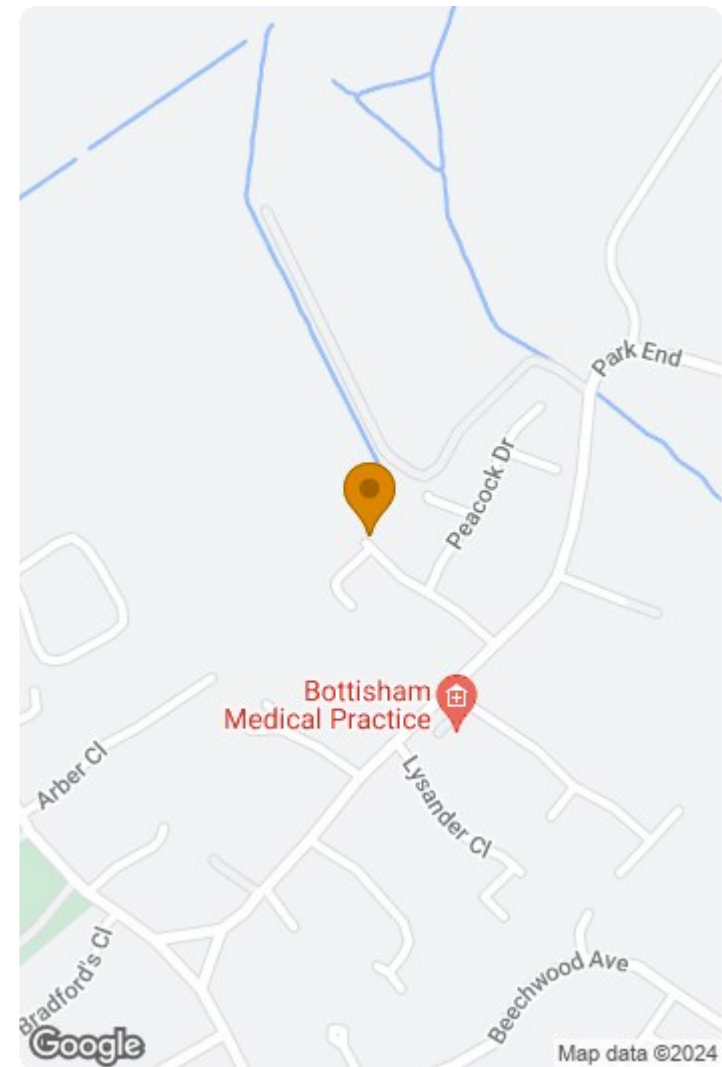 Park End
Peacock Dr
Bottisham
Medical Practice
Arber Cl
Lysander Cl
Bradford's Cl
Beechwood Ave
Google
Map data ©2024